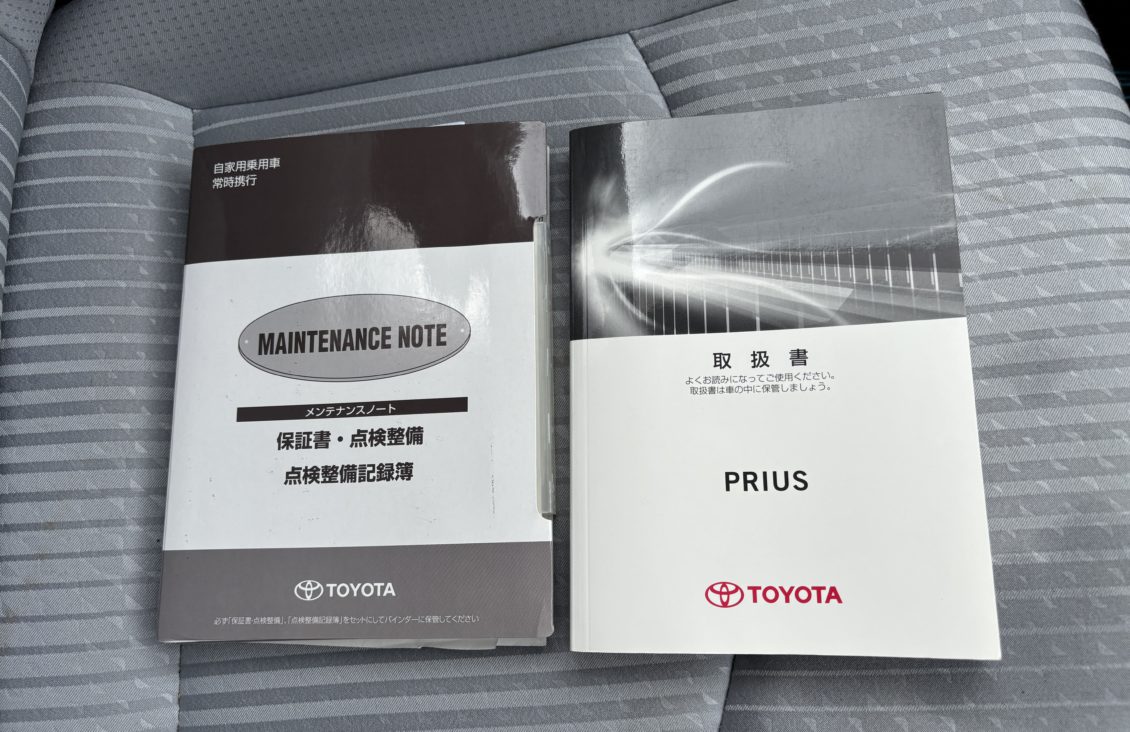 自家用乗用車
常時携行
MAINTENANCE NOTE
メンテナンスノート
保証書・点検整備
点検整備記録簿
TOYOTA
必ず「保証書・点検整備」、「点検整備記録簿」をセットにしてバインダーに保管してください
取扱書
よくお読みになってご使用ください。
取扱書は車の中に保管しましょう。
PRIUS
TOYOTA